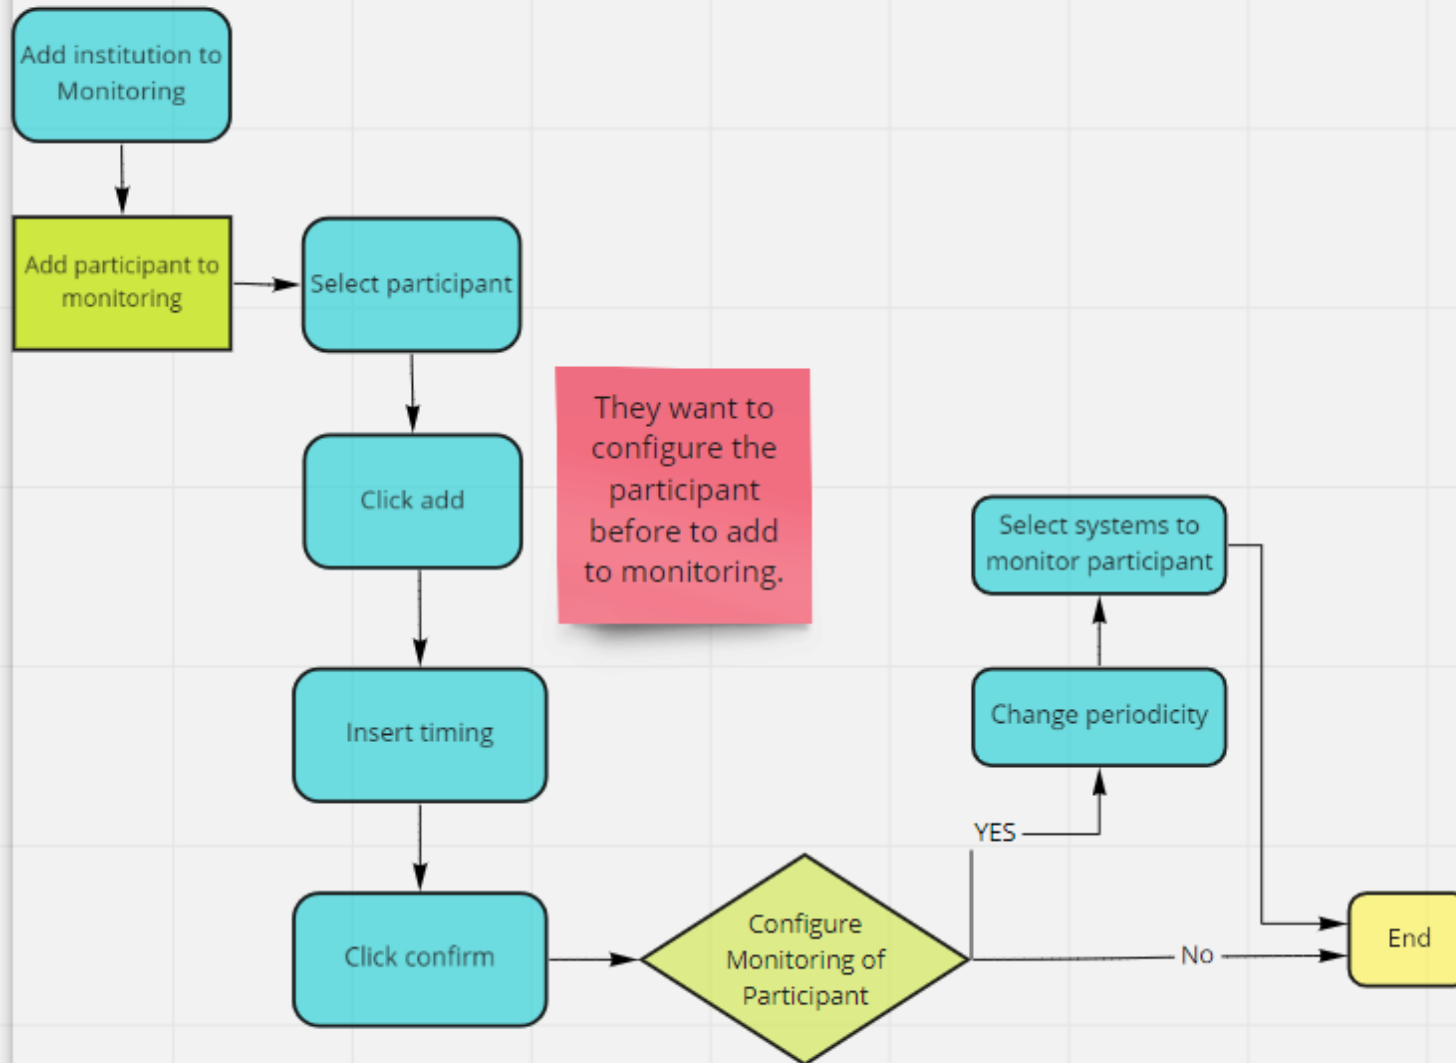 Add institution to
Monitoring
Add participant to
monitoring
Select participant
Click add
They want to
configure the
participant
before to add
to monitoring.
Insert timing
Click confirm
Configure
Monitoring of
Participant
YES
Change periodicity
Select systems to
monitor participant
No
End